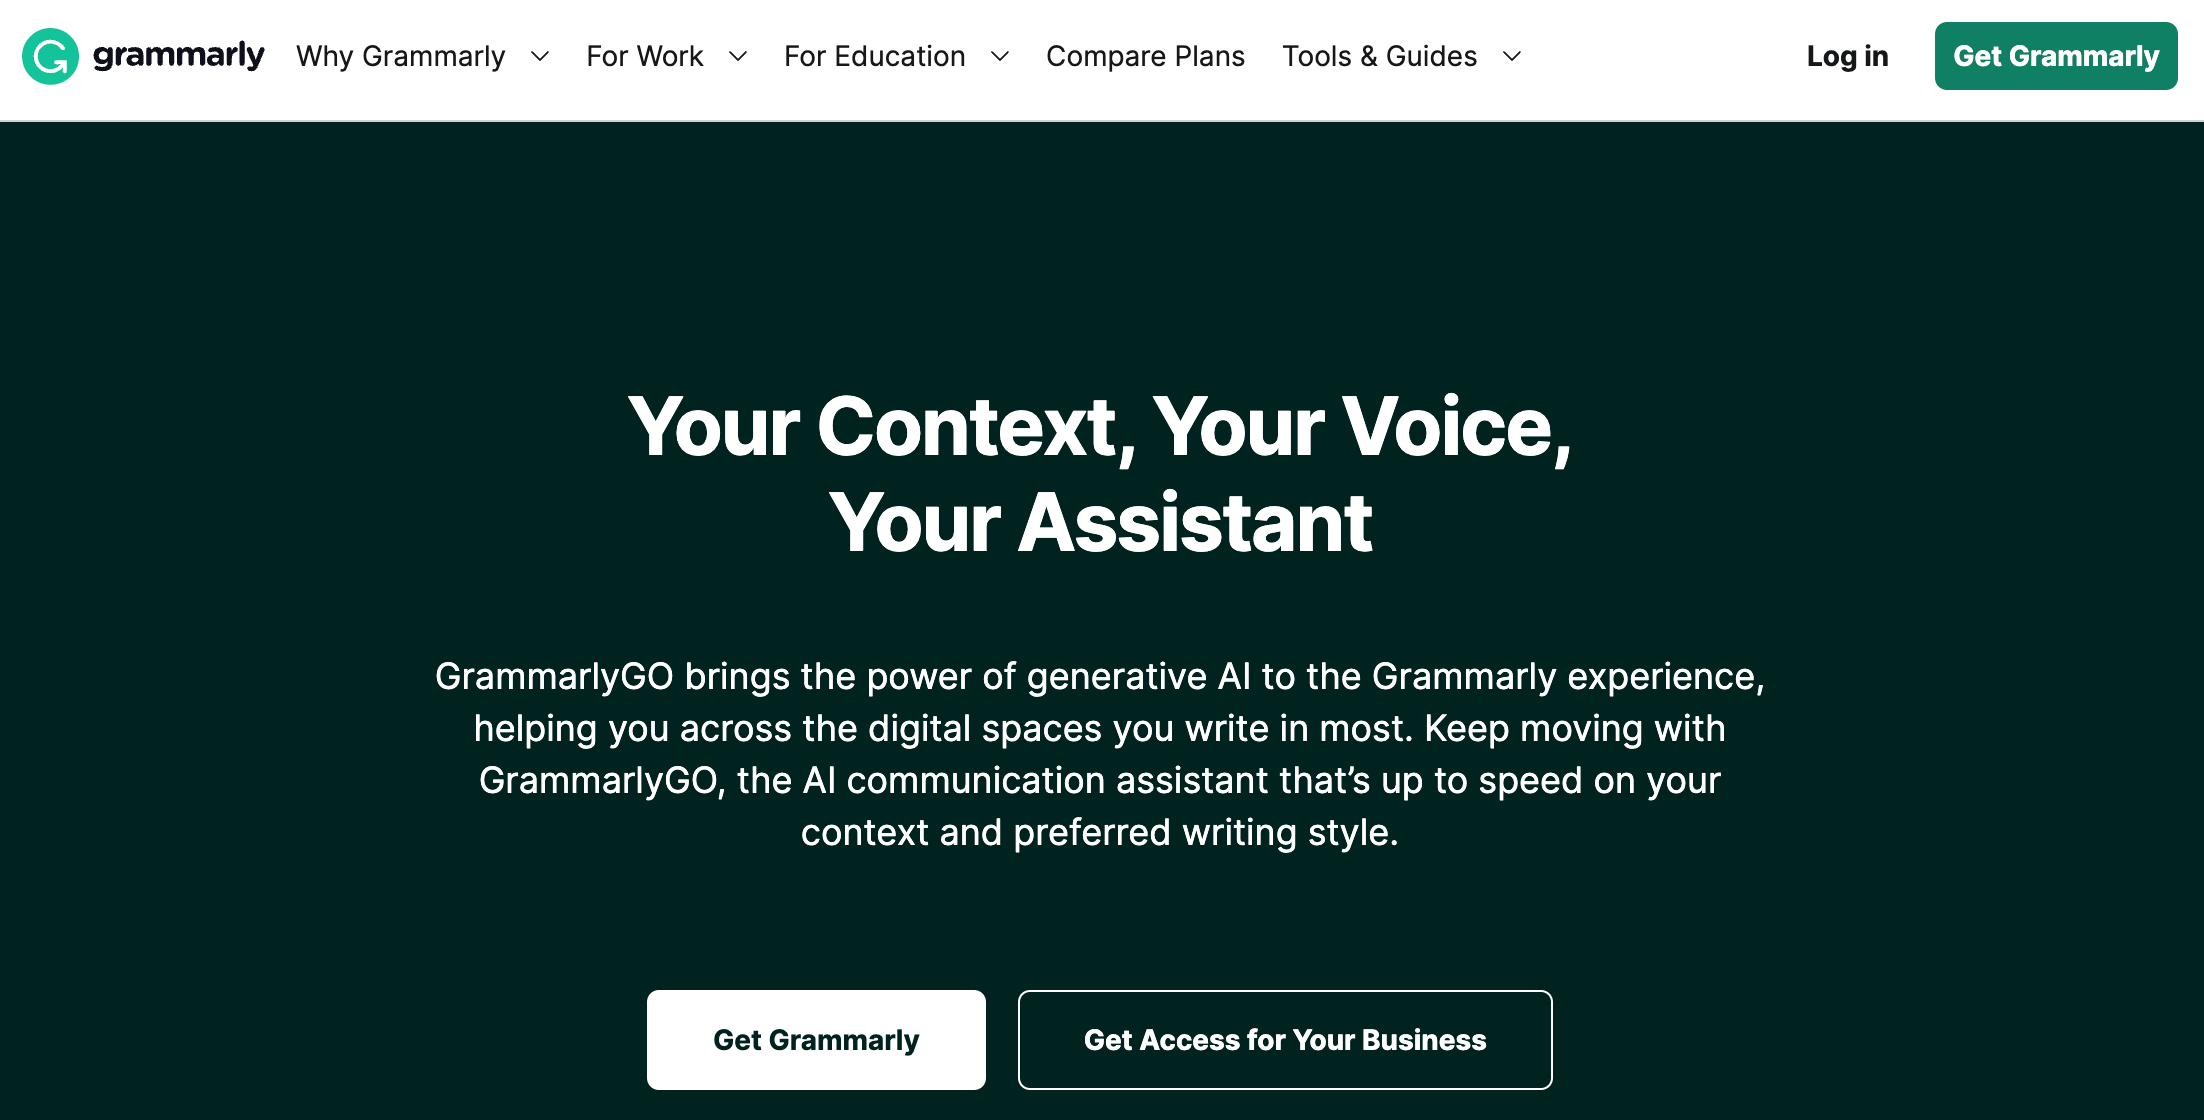 grammarly Why Grammarly For Work For Education Compare Plans Tools & Guides Log in Get Grammarly
Your Context, Your Voice,
Your Assistant
GrammarlyGO brings the power of generative AI to the Grammarly experience,
helping you across the digital spaces you write in most. Keep moving with
GrammarlyGO, the AI communication assistant that’s up to speed on your
context and preferred writing style.
Get Grammarly Get Access for Your Business